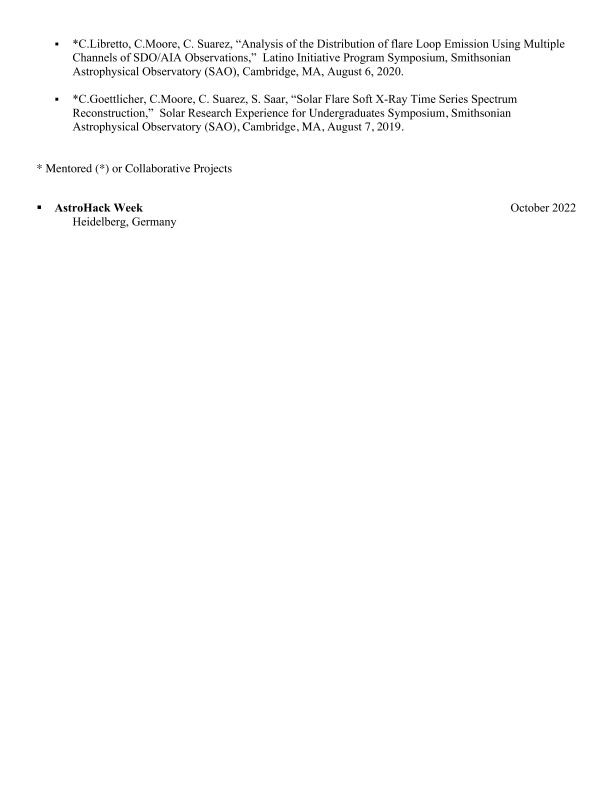 ▪ *C.Libretto, C.Moore, C. Suarez, “Analysis of the Distribution of flare Loop Emission Using Multiple
Channels of SDO/AIA Observations,”  Latino Initiative Program Symposium, Smithsonian
Astrophysical Observatory (SAO), Cambridge, MA, August 6, 2020.
▪ *C.Goettlicher, C.Moore, C. Suarez, S. Saar, “Solar Flare Soft X-Ray Time Series Spectrum
Reconstruction,”  Solar Research Experience for Undergraduates Symposium, Smithsonian
Astrophysical Observatory (SAO), Cambridge, MA, August 7, 2019.
* Mentored (*) or Collaborative Projects
▪ AstroHack Week October 2022
Heidelberg, Germany